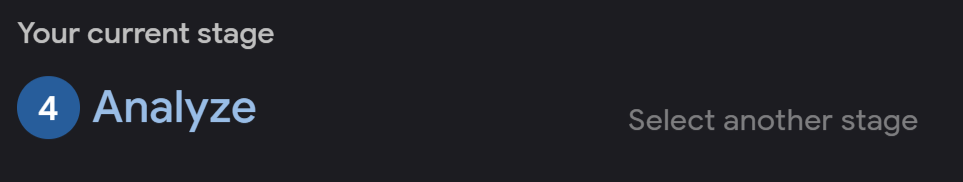 Your current stage
4 Analyze
Select another stage